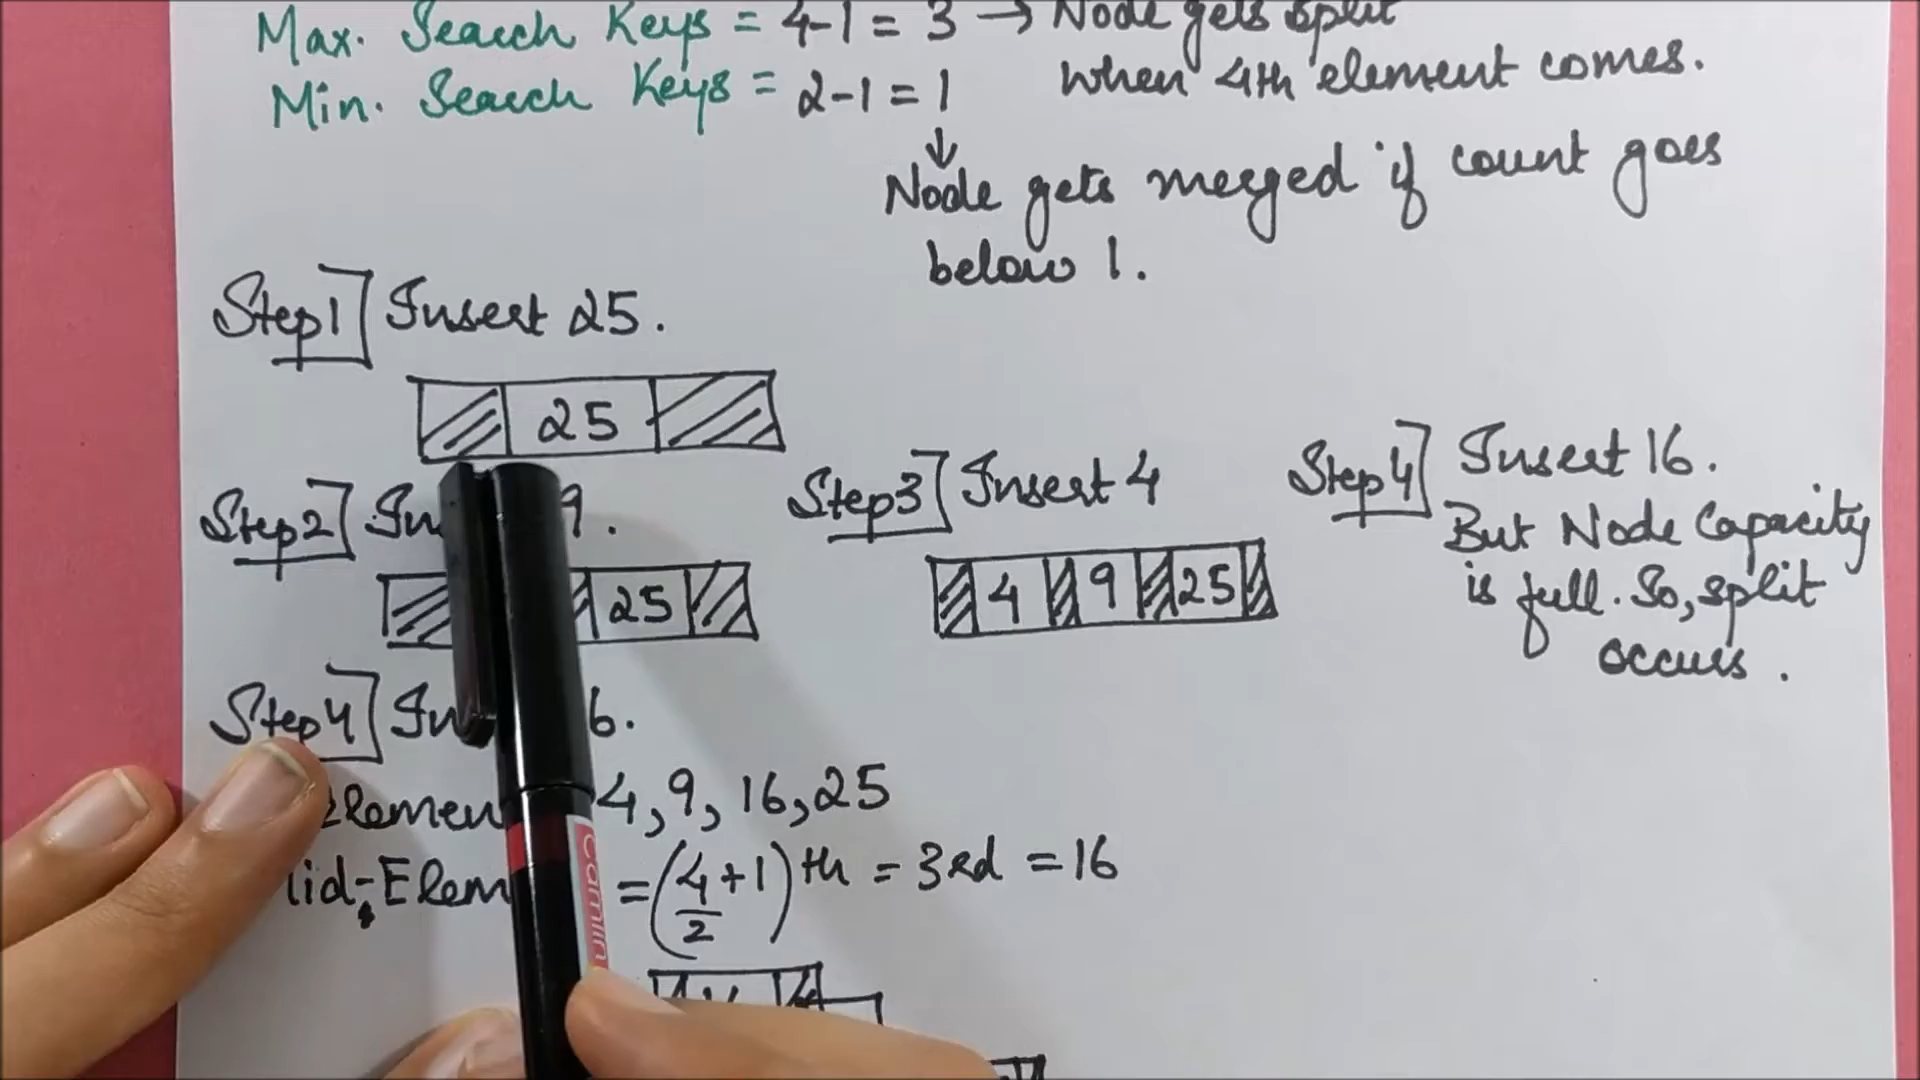 Max. Search Keys = 4-1 = 3 → Node gets split
Min. Search Keys = 2-1 = 1 when 4th element comes.
↓
Node gets merged if count goes
below 1.
Step1] Insert 25.
25
Step2] 9.
25
Step3] Insert 4
4 9 25
Step4] Insert 16.
But Node Capacity
is full. So, split
occurs.
Step4] 6.
4, 9, 16, 25
= (4/2 + 1)th = 3rd = 16
Camlin